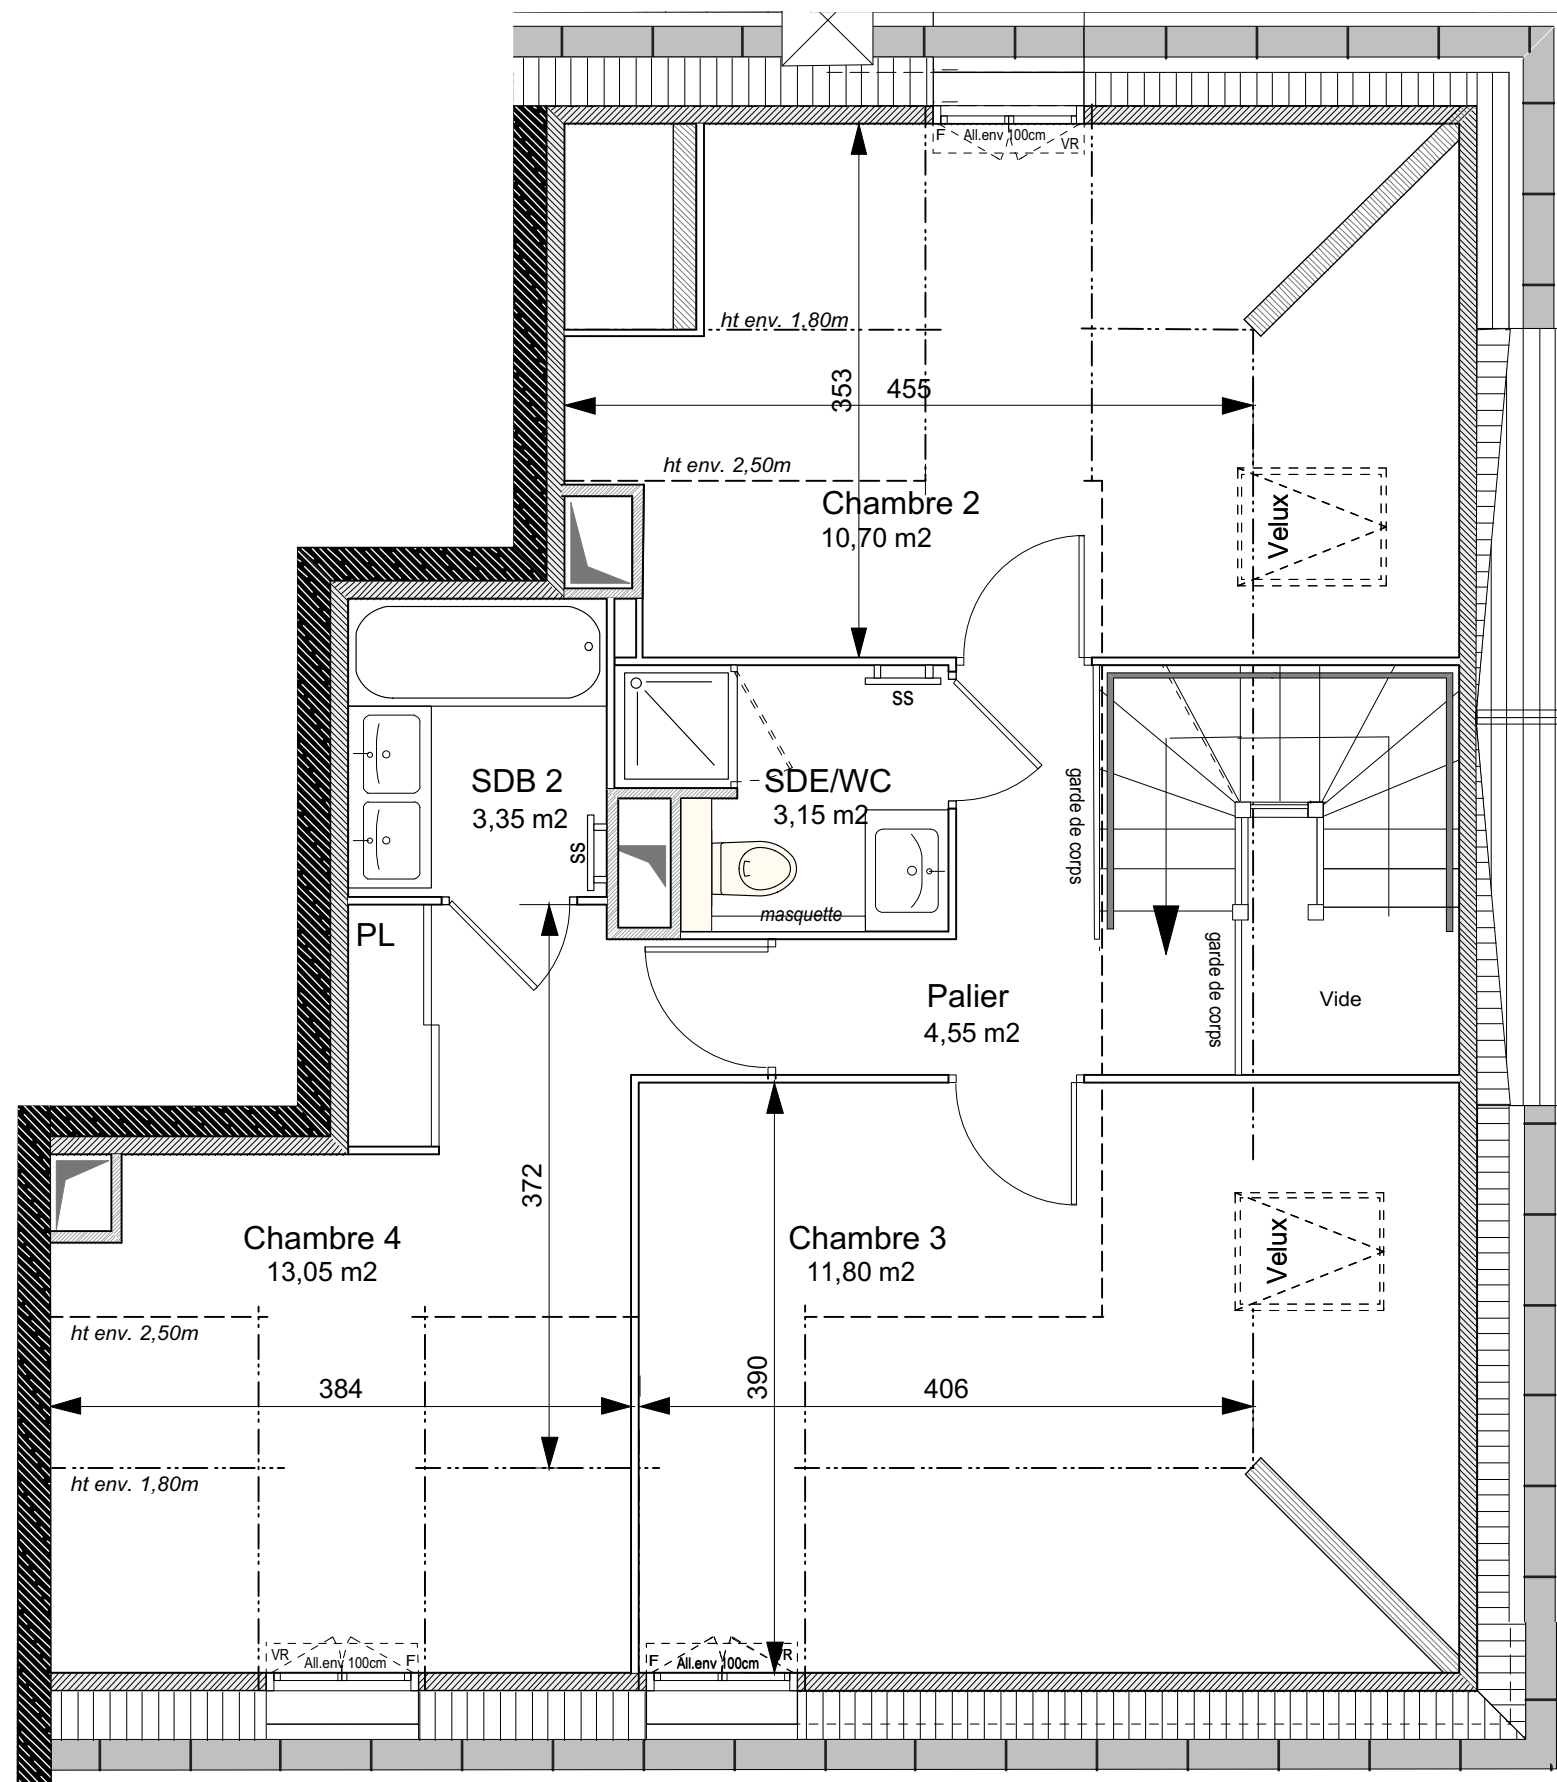 F
All.env 100cm
VR
ht env. 1,80m
353
455
ht env. 2,50m
Chambre 2
10,70 m2
Velux
ss
SDB 2
3,35 m2
SDE/WC
3,15 m2
ss
masquette
garde de corps
PL
Palier
4,55 m2
garde de corps
Vide
372
Chambre 4
13,05 m2
Chambre 3
11,80 m2
Velux
ht env. 2,50m
384
390
406
ht env. 1,80m
VR
All.env 100cm
F
F
All.env 100cm
VR